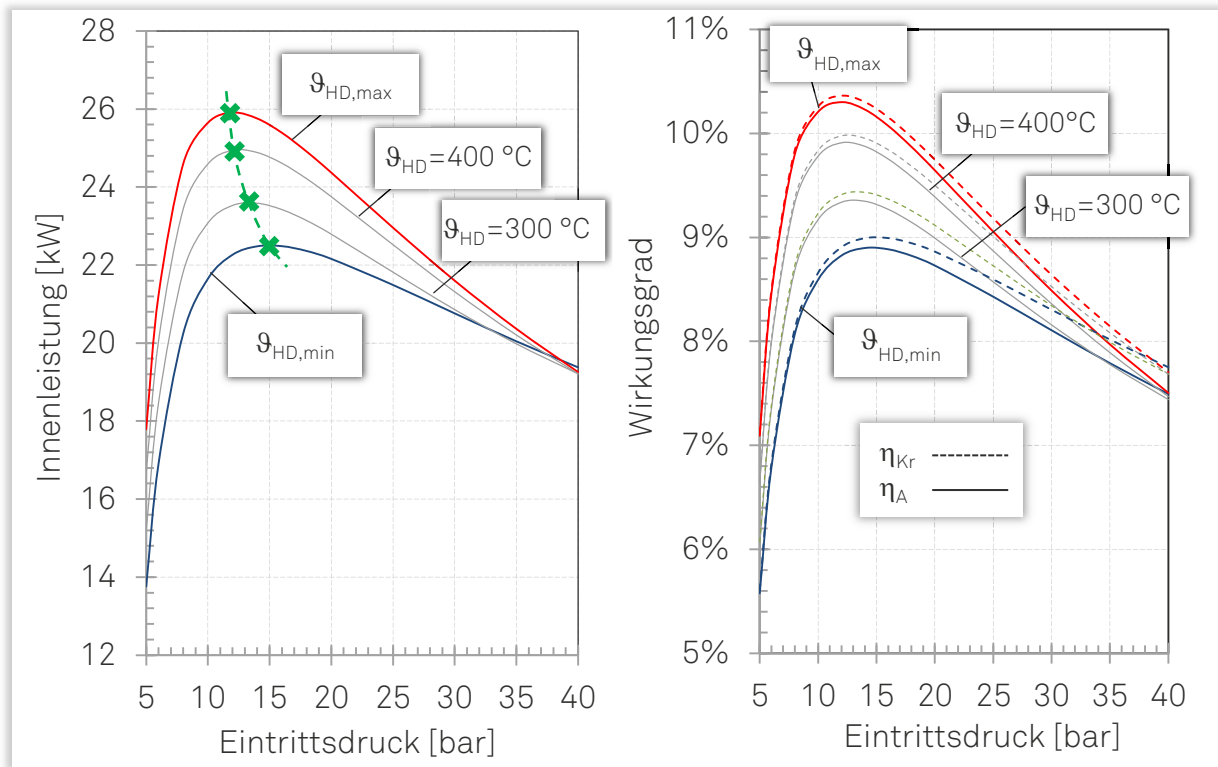 28
26
24
22
20
18
16
14
12
Innenleistung [kW]
5 10 15 20 25 30 35 40
Eintrittsdruck [bar]
ϑHD,max
ϑHD=400 °C
ϑHD=300 °C
ϑHD,min
11%
10%
9%
8%
7%
6%
5%
Wirkungsgrad
5 10 15 20 25 30 35 40
Eintrittsdruck [bar]
ϑHD,max
ϑHD=400°C
ϑHD=300 °C
ϑHD,min
ηKr
ηA